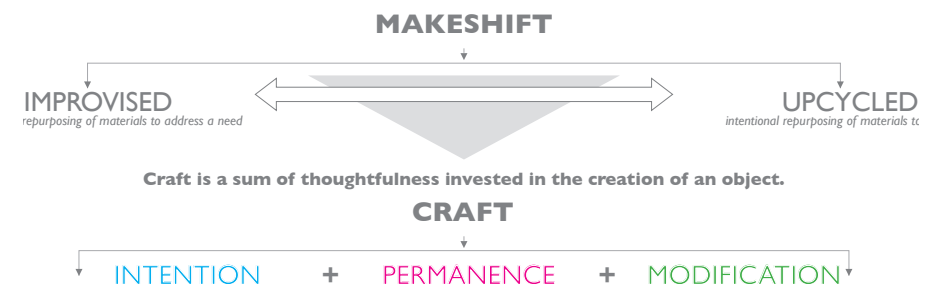 MAKESHIFT
IMPROVISED
repurposing of materials to address a need
UPCYCLED
intentional repurposing of materials
Craft is a sum of thoughtfulness invested in the creation of an object.
CRAFT
INTENTION + PERMANENCE + MODIFICATION